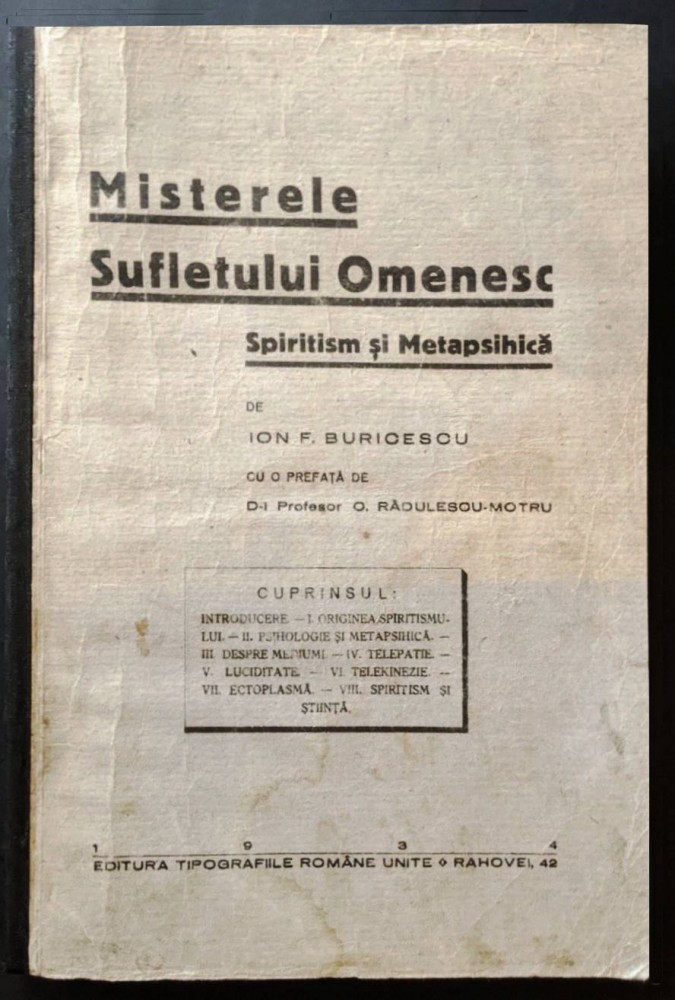 Misterele
Sufletului Omenesc
Spiritism și Metapsihică
DE
ION F. BURICESCU
CU O PREFAȚĂ DE
D-l Profesor C. RĂDULESCU-MOTRU
CUPRINSUL:
INTRODUCERE. — I. ORIGINEA SPIRITISMU-
LUI. — II. PSIHOLOGIE ȘI METAPSIHICĂ. —
III. DESPRE MEDIUMI. — IV. TELEPATIE. —
V. LUCIDITATE. — VI. TELEKINEZIE. —
VII. ECTOPLASMĂ. — VIII. SPIRITISM ȘI
ȘTIINȚĂ.
1 9 3 4
EDITURA TIPOGRAFIILE ROMÂNE UNITE ⋄ RAHOVEI, 42